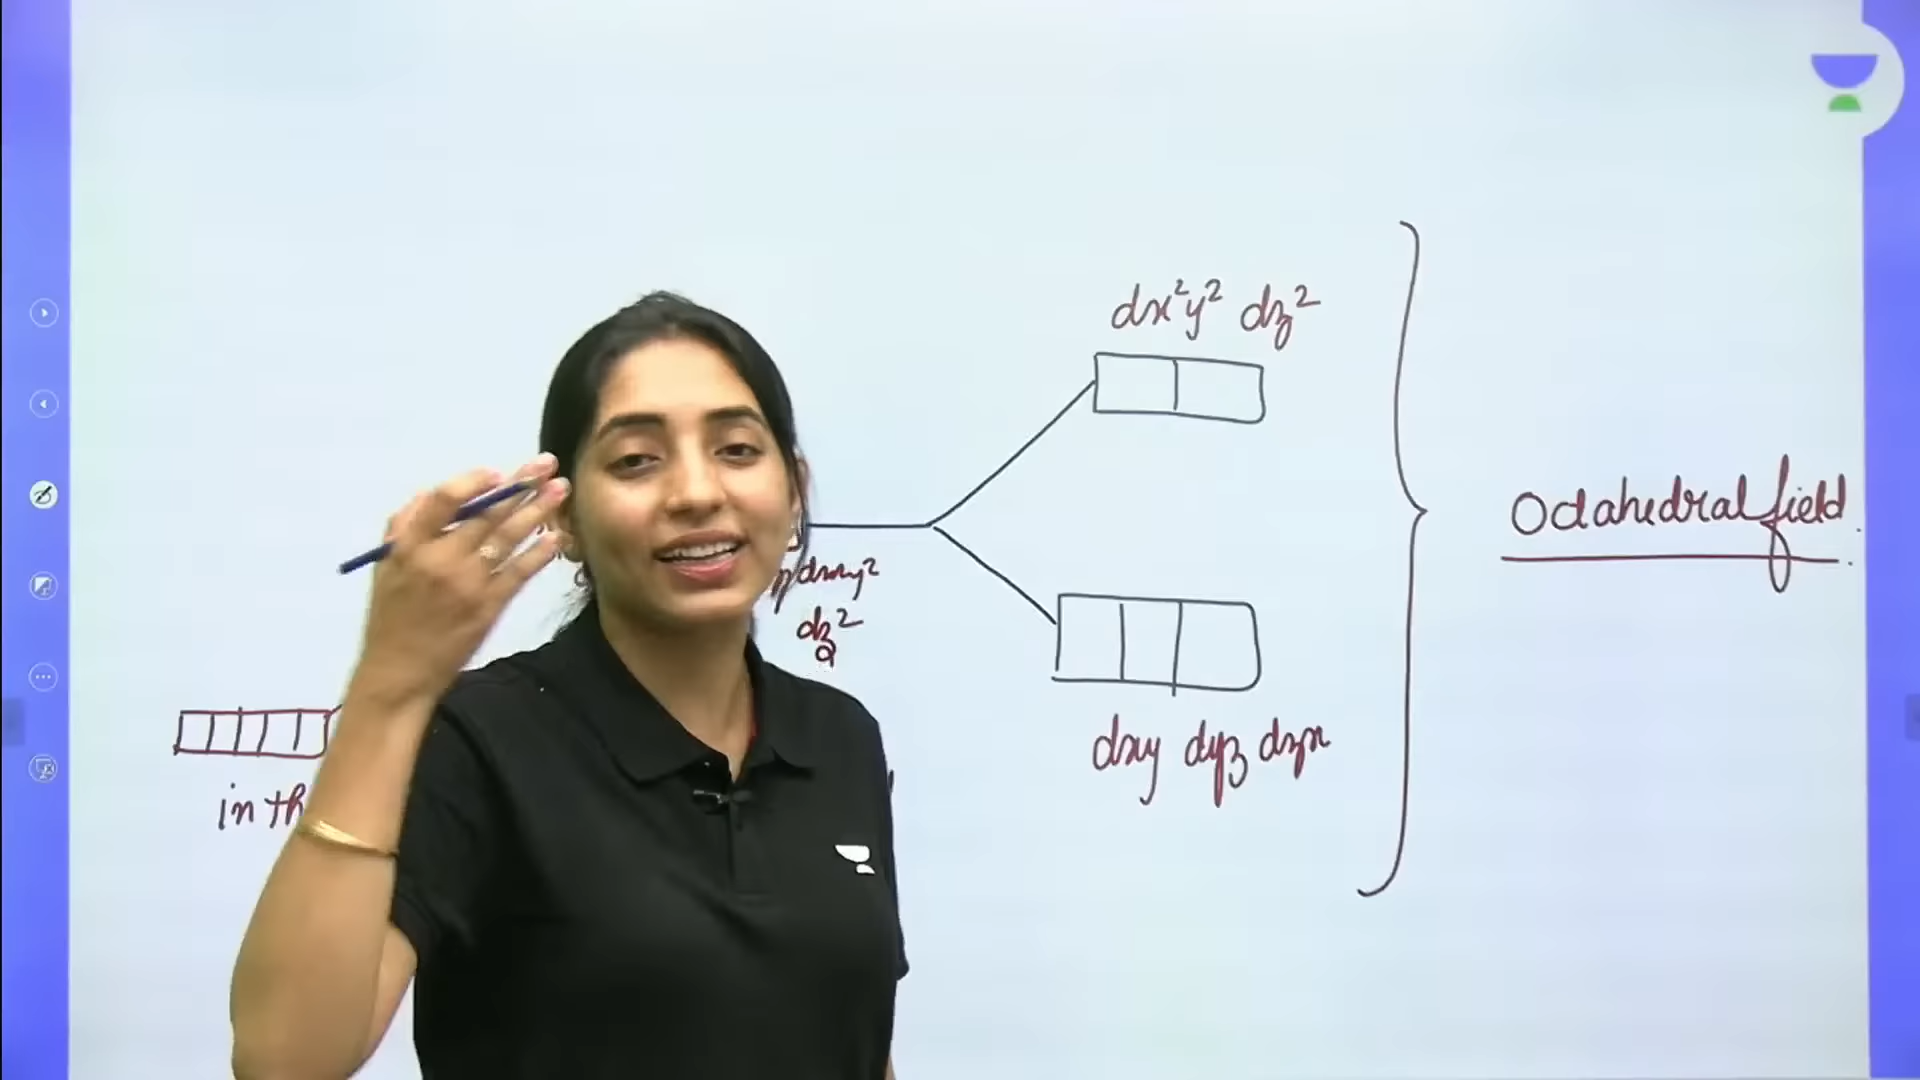 dx²y² dz²
Octahedral field
dz²
dxy dyz dzx
in th